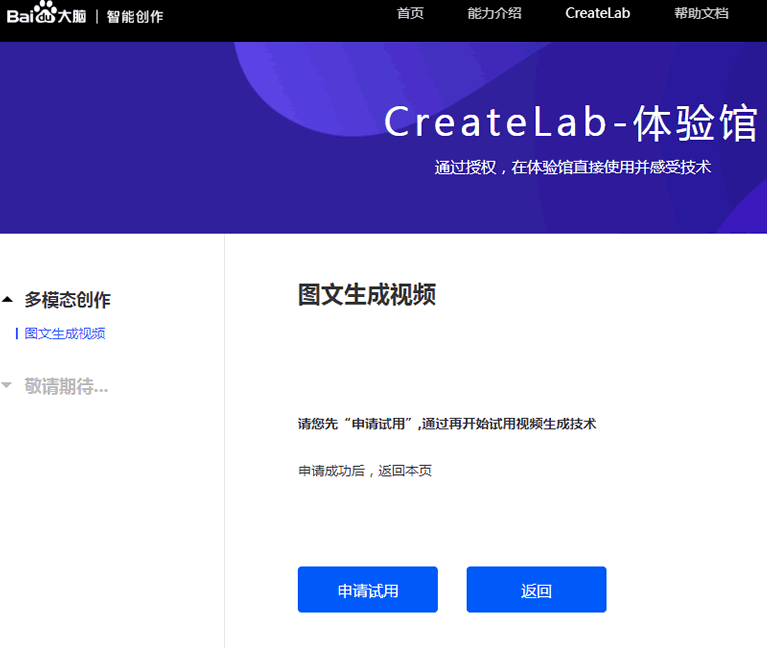 Bai du 大脑 | 智能创作
首页 能力介绍 CreateLab 帮助文档
CreateLab-体验馆
通过授权，在体验馆直接使用并感受技术
多模态创作
图文生成视频
敬请期待...
图文生成视频
请您先“申请试用”,通过再开始试用视频生成技术
申请成功后，返回本页
申请试用 返回